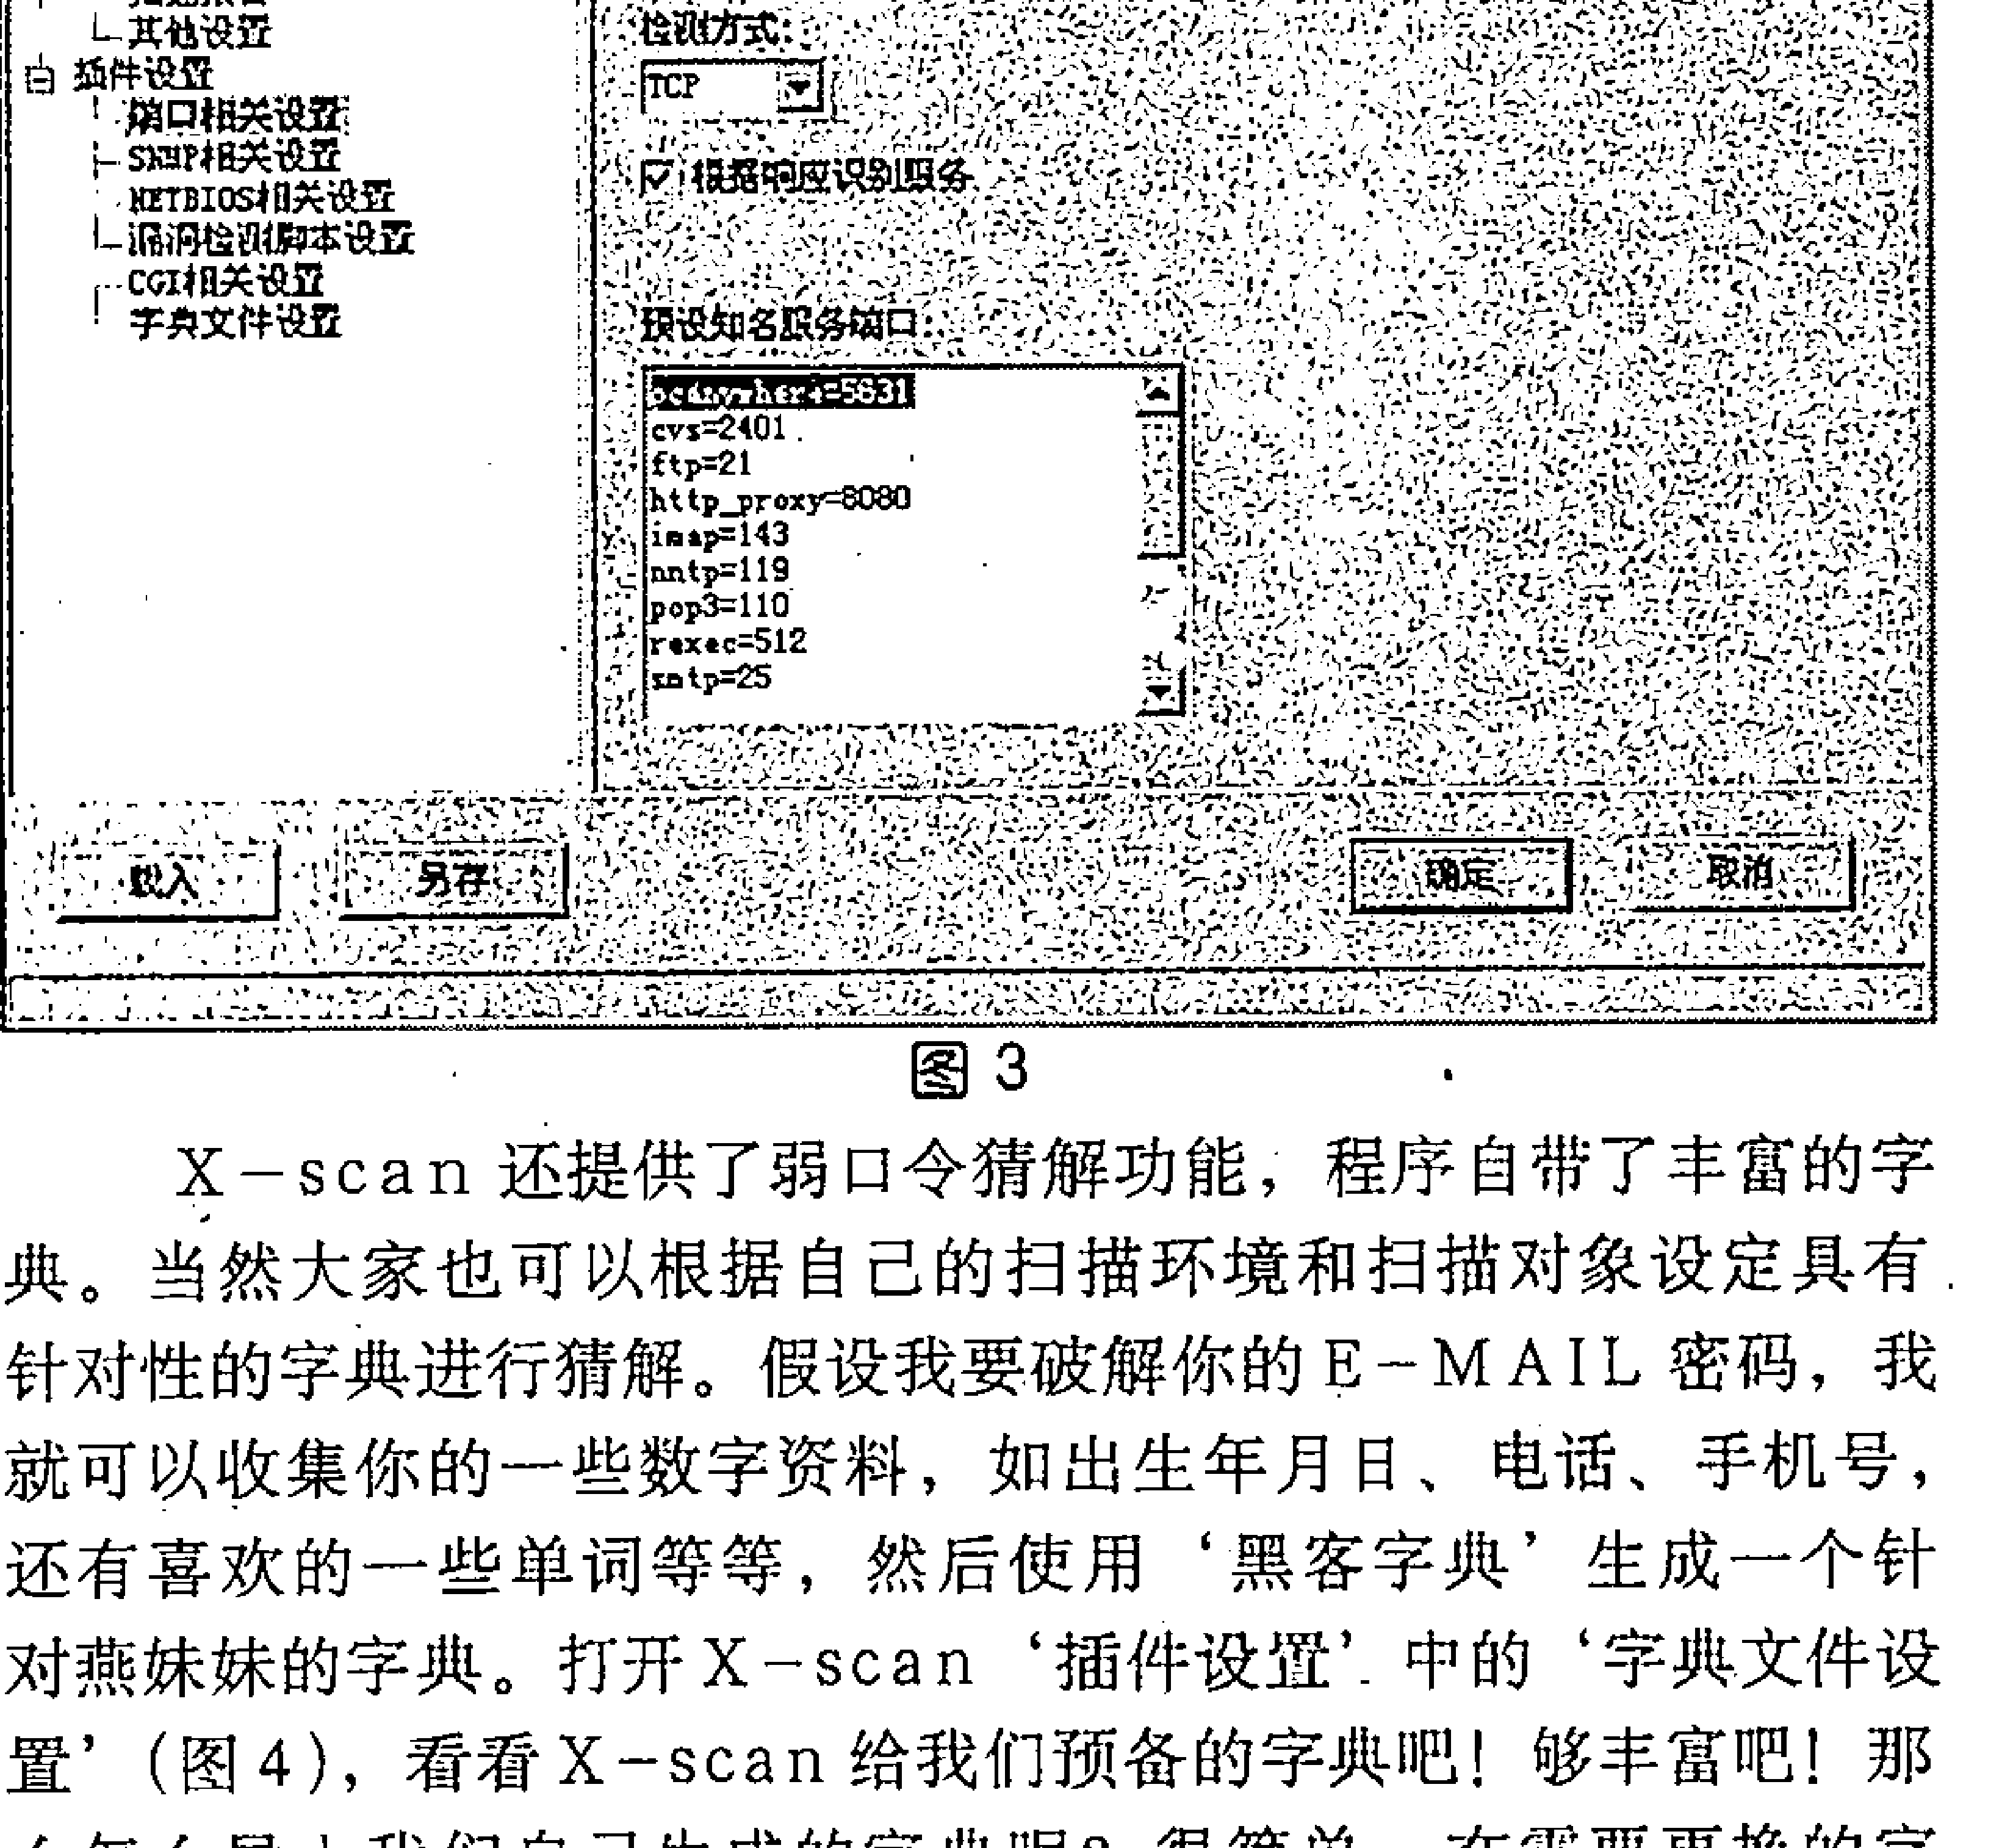 其他设置
检测方式:
插件设置
TCP
端口相关设置
SNMP相关设置
根据响应识别服务
NETBIOS相关设置
漏洞检测脚本设置
CGI相关设置
字典文件设置
预设知名服务端口:
cvs=2401
ftp=21
http_proxy=8080
imap=143
nntp=119
pop3=110
rexec=512
smtp=25
载入
另存
确定
取消
图 3
X-scan 还提供了弱口令猜解功能，程序自带了丰富的字
典。当然大家也可以根据自己的扫描环境和扫描对象设定具有
针对性的字典进行猜解。假设我要破解你的E-MAIL 密码，我
就可以收集你的一些数字资料，如出生年月日、电话、手机号，
还有喜欢的一些单词等等，然后使用‘黑客字典’生成一个针
对燕妹妹的字典。打开X-scan‘插件设置’中的‘字典文件设
置’（图4），看看X-scan 给我们预备的字典吧！够丰富吧！那